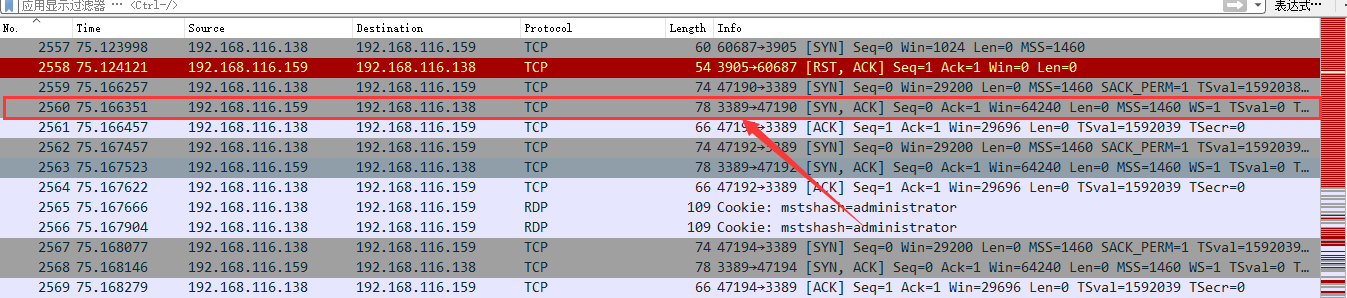 应用显示过滤器 … <Ctrl-/> 表达式…
No. Time Source Destination Protocol Length Info
2557 75.123998 192.168.116.138 192.168.116.159 TCP 60 60687→3905 [SYN] Seq=0 Win=1024 Len=0 MSS=1460
2558 75.124121 192.168.116.159 192.168.116.138 TCP 54 3905→60687 [RST, ACK] Seq=1 Ack=1 Win=0 Len=0
2559 75.166257 192.168.116.138 192.168.116.159 TCP 74 47190→3389 [SYN] Seq=0 Win=29200 Len=0 MSS=1460 SACK_PERM=1 TSval=1592038…
2560 75.166351 192.168.116.159 192.168.116.138 TCP 78 3389→47190 [SYN, ACK] Seq=0 Ack=1 Win=64240 Len=0 MSS=1460 WS=1 TSval=0 T…
2561 75.166457 192.168.116.138 192.168.116.159 TCP 66 47190→3389 [ACK] Seq=1 Ack=1 Win=29696 Len=0 TSval=1592039 TSecr=0
2562 75.167457 192.168.116.138 192.168.116.159 TCP 74 47192→3389 [SYN] Seq=0 Win=29200 Len=0 MSS=1460 SACK_PERM=1 TSval=1592039…
2563 75.167523 192.168.116.159 192.168.116.138 TCP 78 3389→47192 [SYN, ACK] Seq=0 Ack=1 Win=64240 Len=0 MSS=1460 WS=1 TSval=0 T…
2564 75.167622 192.168.116.138 192.168.116.159 TCP 66 47192→3389 [ACK] Seq=1 Ack=1 Win=29696 Len=0 TSval=1592039 TSecr=0
2565 75.167666 192.168.116.138 192.168.116.159 RDP 109 Cookie: mstshash=administrator
2566 75.167904 192.168.116.138 192.168.116.159 RDP 109 Cookie: mstshash=administrator
2567 75.168077 192.168.116.138 192.168.116.159 TCP 74 47194→3389 [SYN] Seq=0 Win=29200 Len=0 MSS=1460 SACK_PERM=1 TSval=1592039…
2568 75.168146 192.168.116.159 192.168.116.138 TCP 78 3389→47194 [SYN, ACK] Seq=0 Ack=1 Win=64240 Len=0 MSS=1460 WS=1 TSval=0 T…
2569 75.168279 192.168.116.138 192.168.116.159 TCP 66 47194→3389 [ACK] Seq=1 Ack=1 Win=29696 Len=0 TSval=1592039 TSecr=0